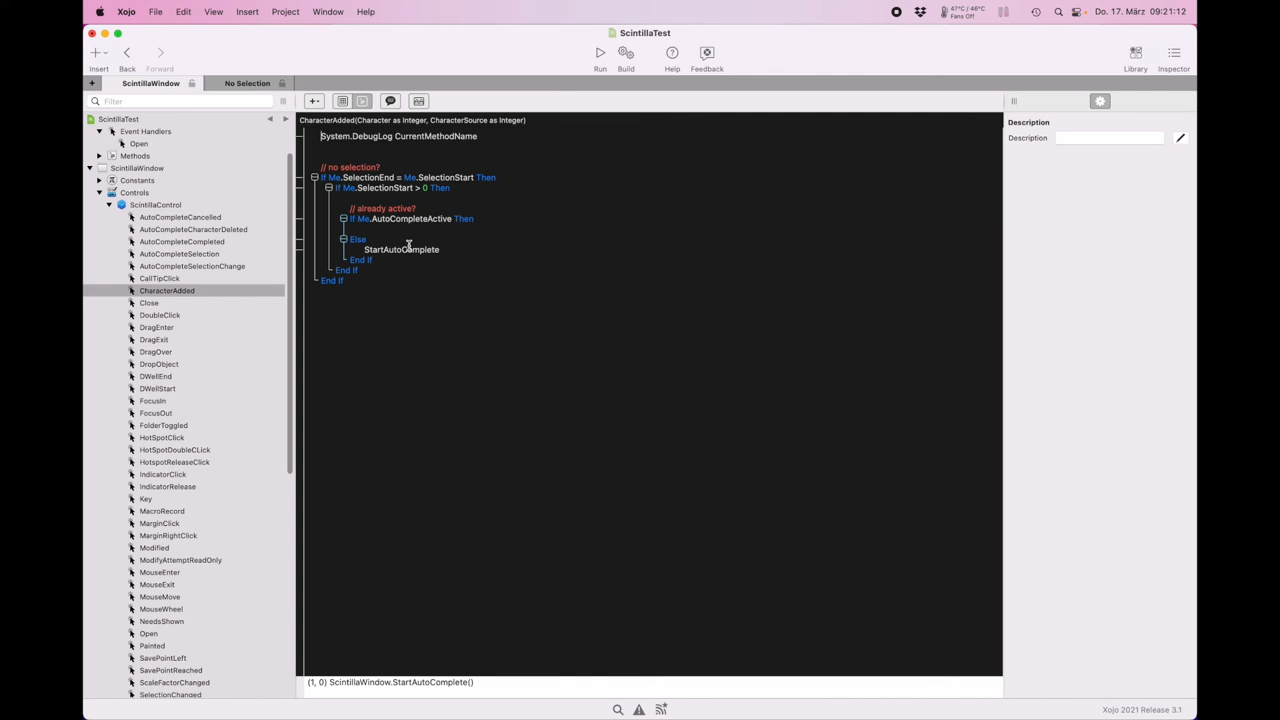 Xojo File Edit View Insert Project Window Help 47°C / 46°C Fans Off Do. 17. März 09:21:12
ScintillaTest
Insert Back Forward Run Build Help Feedback Library Inspector
ScintillaWindow No Selection
Filter
ScintillaTest
Event Handlers
Open
Methods
ScintillaWindow
Constants
Controls
ScintillaControl
AutoCompleteCancelled
AutoCompleteCharacterDeleted
AutoCompleteCompleted
AutoCompleteSelection
AutoCompleteSelectionChange
CallTipClick
CharacterAdded
Close
DoubleClick
DragEnter
DragExit
DragOver
DropObject
DWellEnd
DWellStart
FocusIn
FocusOut
FolderToggled
HotSpotClick
HotSpotDoubleCLick
HotspotReleaseClick
IndicatorClick
IndicatorRelease
Key
MacroRecord
MarginClick
MarginRightClick
Modified
ModifyAttemptReadOnly
MouseEnter
MouseExit
MouseMove
MouseWheel
NeedsShown
Open
Painted
SavePointLeft
SavePointReached
ScaleFactorChanged
SelectionChanged
CharacterAdded(Character as Integer, CharacterSource as Integer)
System.DebugLog CurrentMethodName
// no selection?
If Me.SelectionEnd = Me.SelectionStart Then
If Me.SelectionStart > 0 Then
// already active?
If Me.AutoCompleteActive Then
Else
StartAutoComplete
End If
End If
End If
(1, 0) ScintillaWindow.StartAutoComplete()
Description
Description
Xojo 2021 Release 3.1